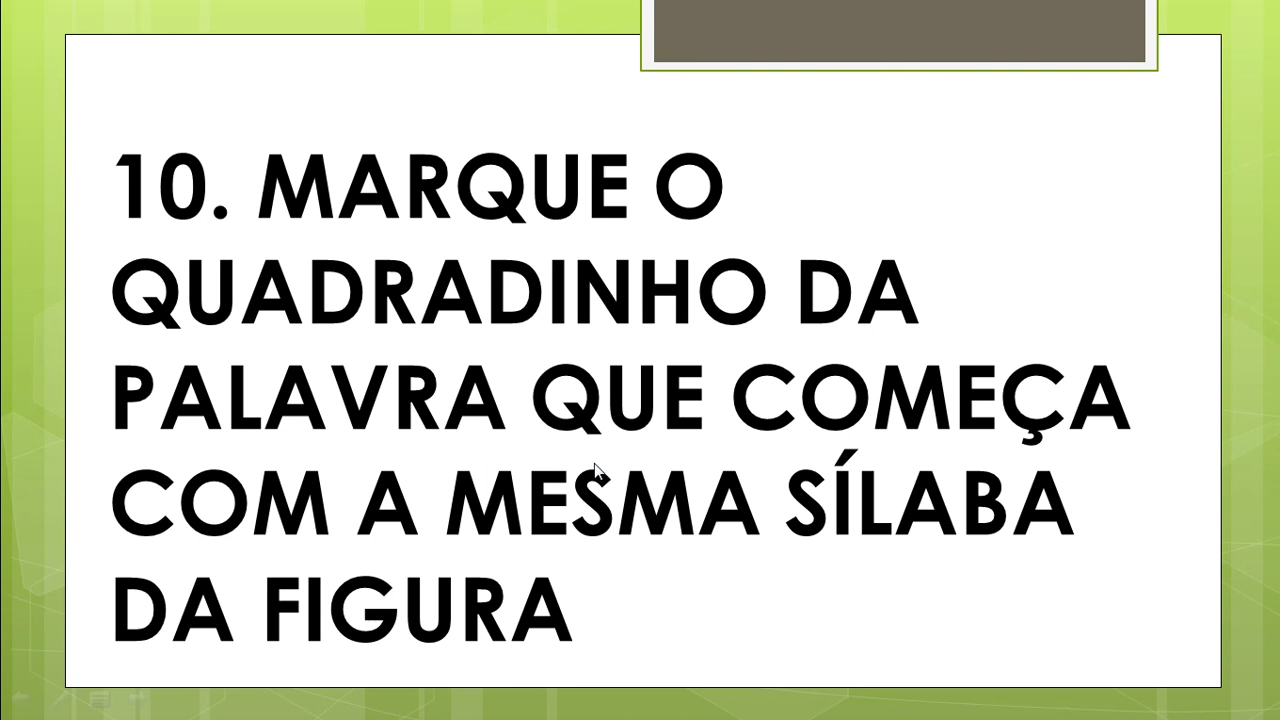 10. MARQUE O
QUADRADINHO DA
PALAVRA QUE COMEÇA
COM A MESMA SÍLABA
DA FIGURA